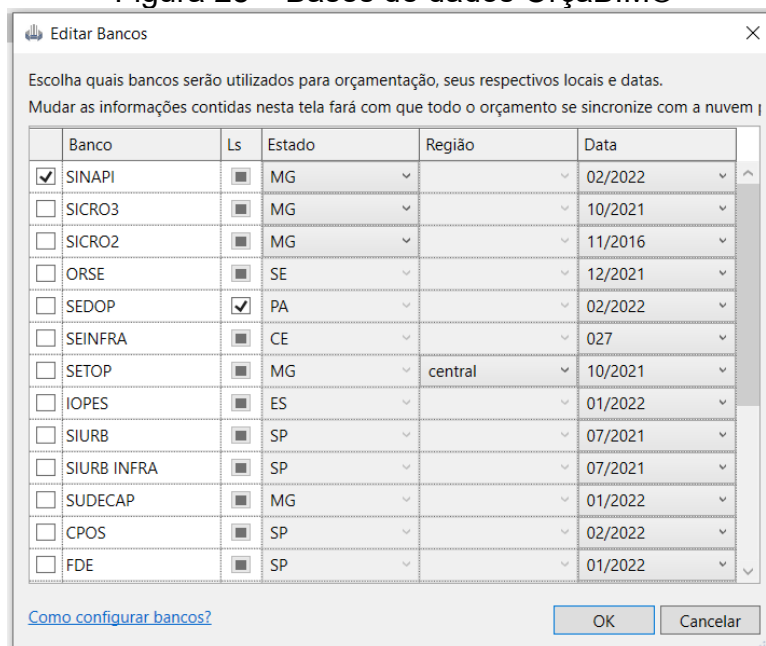 Editar Bancos
Escolha quais bancos serão utilizados para orçamentação, seus respectivos locais e datas.
Mudar as informações contidas nesta tela fará com que todo o orçamento se sincronize com a nuvem
Banco Ls Estado Região Data
SINAPI MG 02/2022
SICRO3 MG 10/2021
SICRO2 MG 11/2016
ORSE SE 12/2021
SEDOP PA 02/2022
SEINFRA CE 027
SETOP MG central 10/2021
IOPES ES 01/2022
SIURB SP 07/2021
SIURB INFRA SP 07/2021
SUDECAP MG 01/2022
CPOS SP 02/2022
FDE SP 01/2022
Como configurar bancos? OK Cancelar